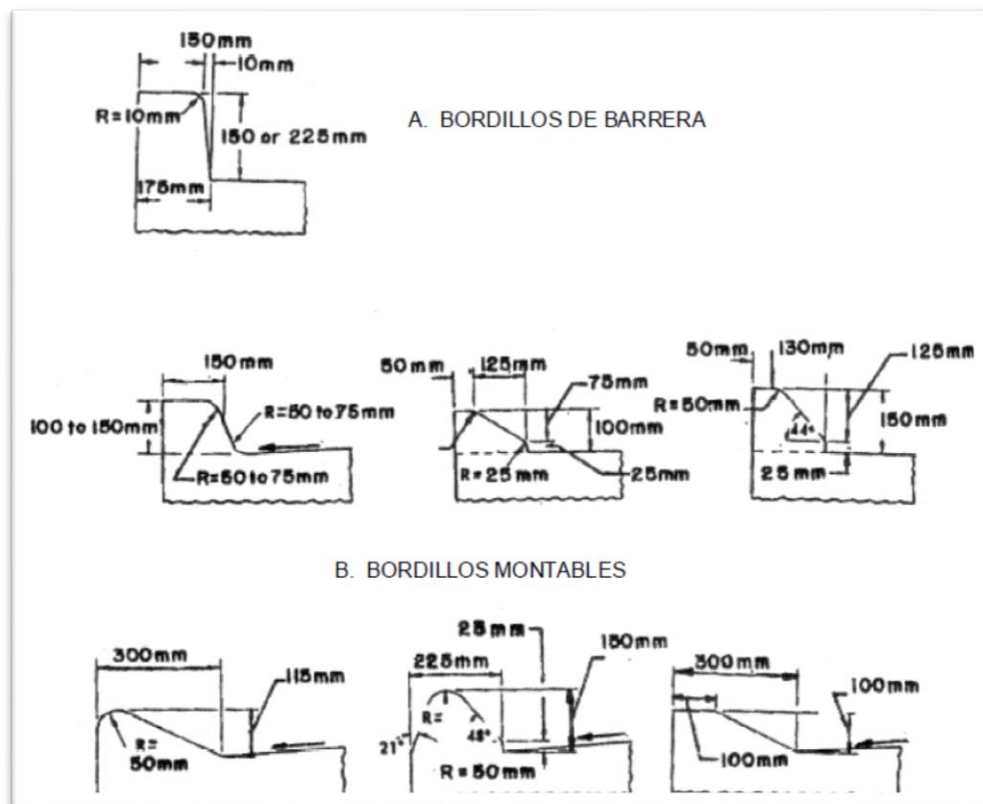 150mm
10mm
R=10mm
150 or 225mm
175mm
A. BORDILLOS DE BARRERA
150mm
100 to 150mm
R=50 to 75mm
R=50 to 75mm
50mm
125mm
75mm
100mm
R=25mm
25mm
50mm
130mm
125mm
R=50mm
44°
150mm
25mm
B. BORDILLOS MONTABLES
300mm
115mm
R=
50mm
25mm
225mm
150mm
R=
48°
21°
R=50mm
300mm
100mm
100mm